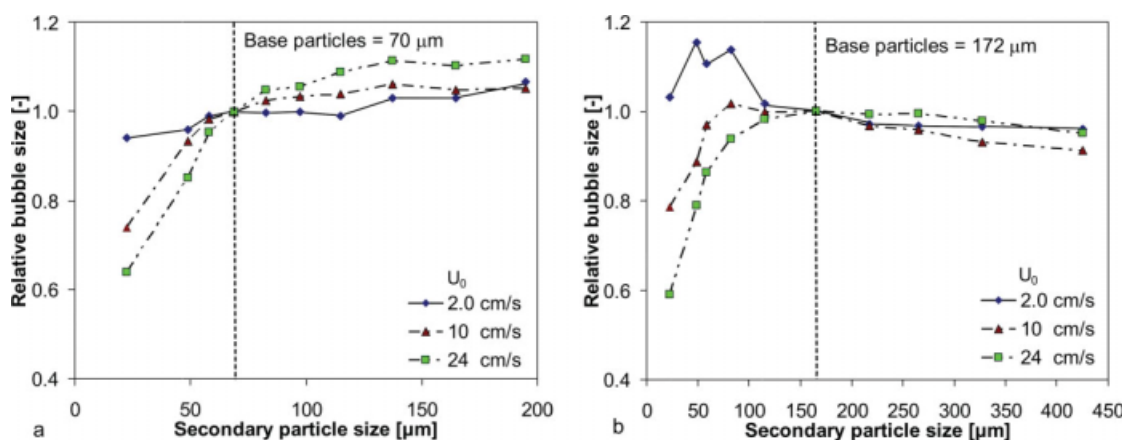 1.2
1.0
0.8
0.6
0.4
Relative bubble size [-]
Base particles = 70 μm
U₀
2.0 cm/s
10 cm/s
24 cm/s
0 50 100 150 200
a Secondary particle size [μm]
1.2
1.0
0.8
0.6
0.4
Relative bubble size [-]
Base particles = 172 μm
U₀
2.0 cm/s
10 cm/s
24 cm/s
0 50 100 150 200 250 300 350 400 450
b Secondary particle size [μm]